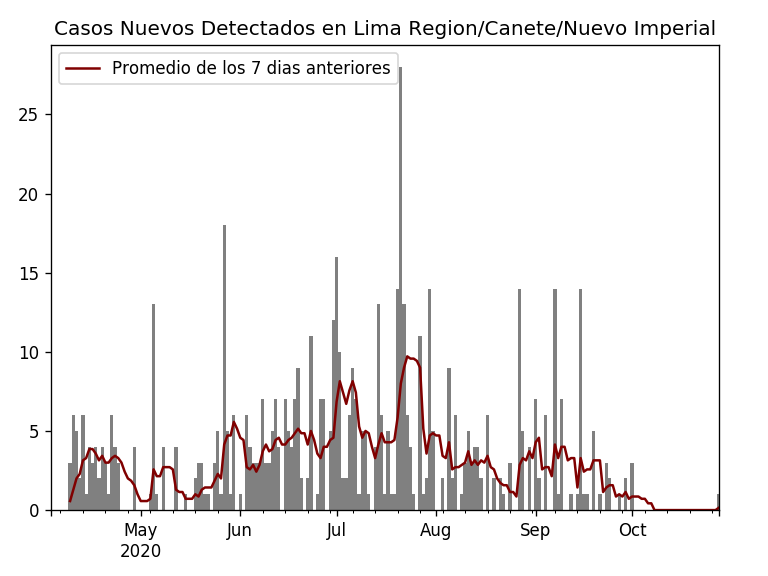 Casos Nuevos Detectados en Lima Region/Canete/Nuevo Imperial
Promedio de los 7 dias anteriores
25
20
15
10
5
0
May Jun Jul Aug Sep Oct
2020